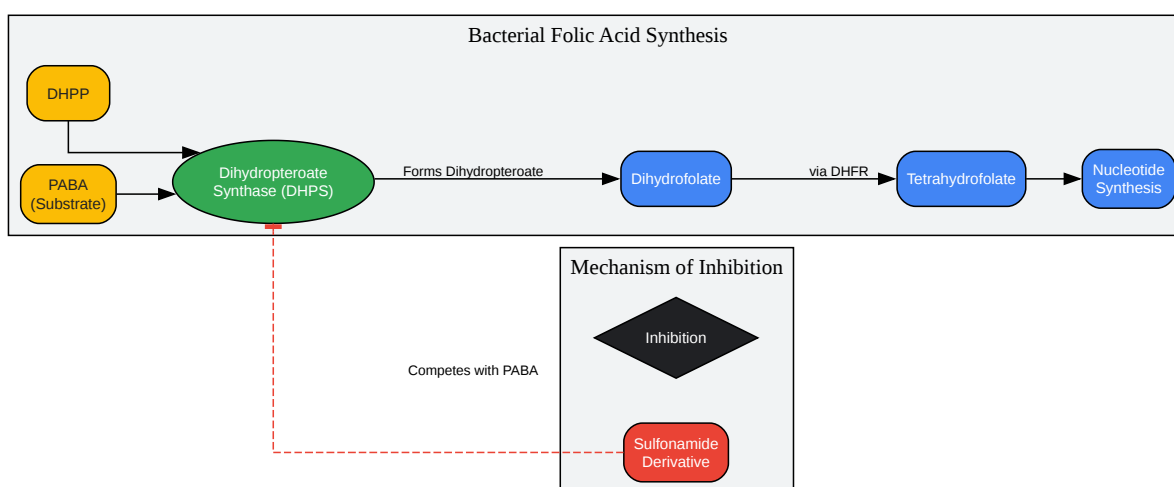 Bacterial Folic Acid Synthesis
DHPP
PABA
(Substrate)
Dihydropteroate
Synthase (DHPS)
Forms Dihydropteroate
Dihydrofolate
via DHFR
Tetrahydrofolate
Nucleotide
Synthesis
Mechanism of Inhibition
Inhibition
Competes with PABA
Sulfonamide
Derivative